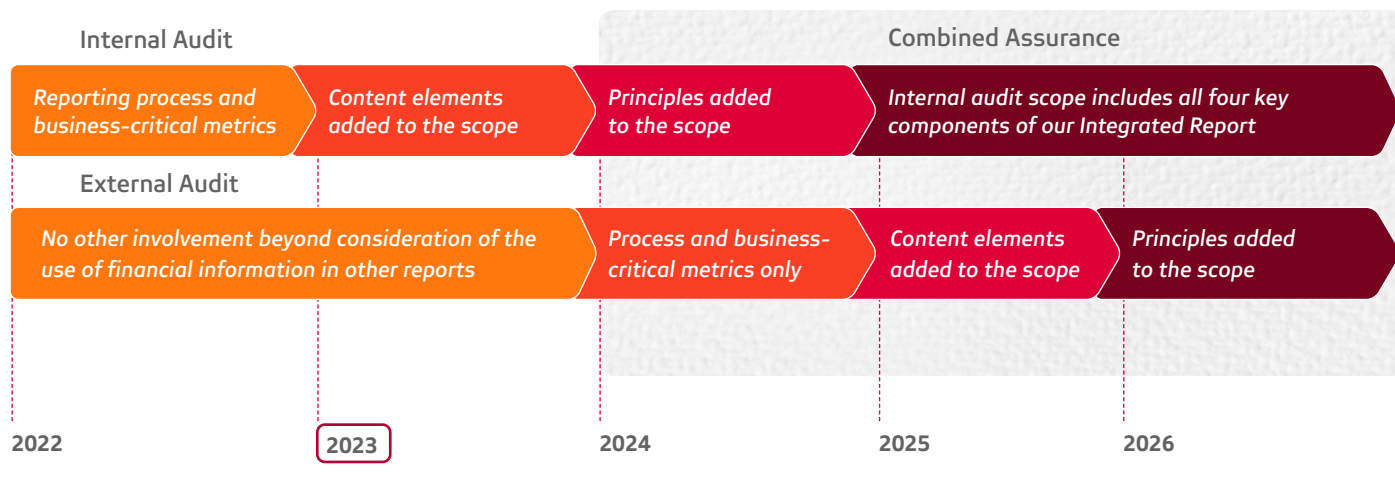 Internal Audit
Combined Assurance
Reporting process and
business-critical metrics
Content elements
added to the scope
Principles added
to the scope
Internal audit scope includes all four key
components of our Integrated Report
External Audit
No other involvement beyond consideration of the
use of financial information in other reports
Process and business-
critical metrics only
Content elements
added to the scope
Principles added
to the scope
2022
2023
2024
2025
2026